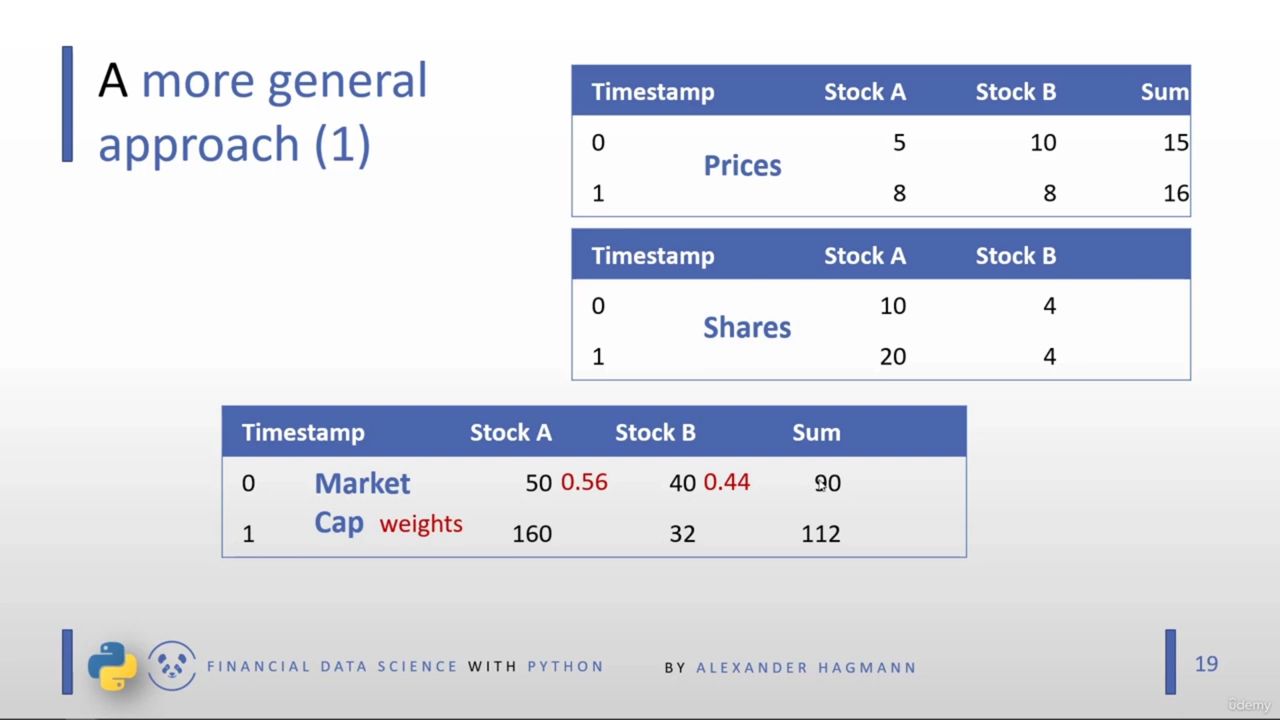 A more general
approach (1)
Timestamp Stock A Stock B Sum
0 5 10 15
Prices
1 8 8 16
Timestamp Stock A Stock B
0 10 4
Shares
1 20 4
Timestamp Stock A Stock B Sum
0 Market 50 0.56 40 0.44 90
Cap weights
1 160 32 112
FINANCIAL DATA SCIENCE WITH PYTHON BY ALEXANDER HAGMANN 19
ûdemy